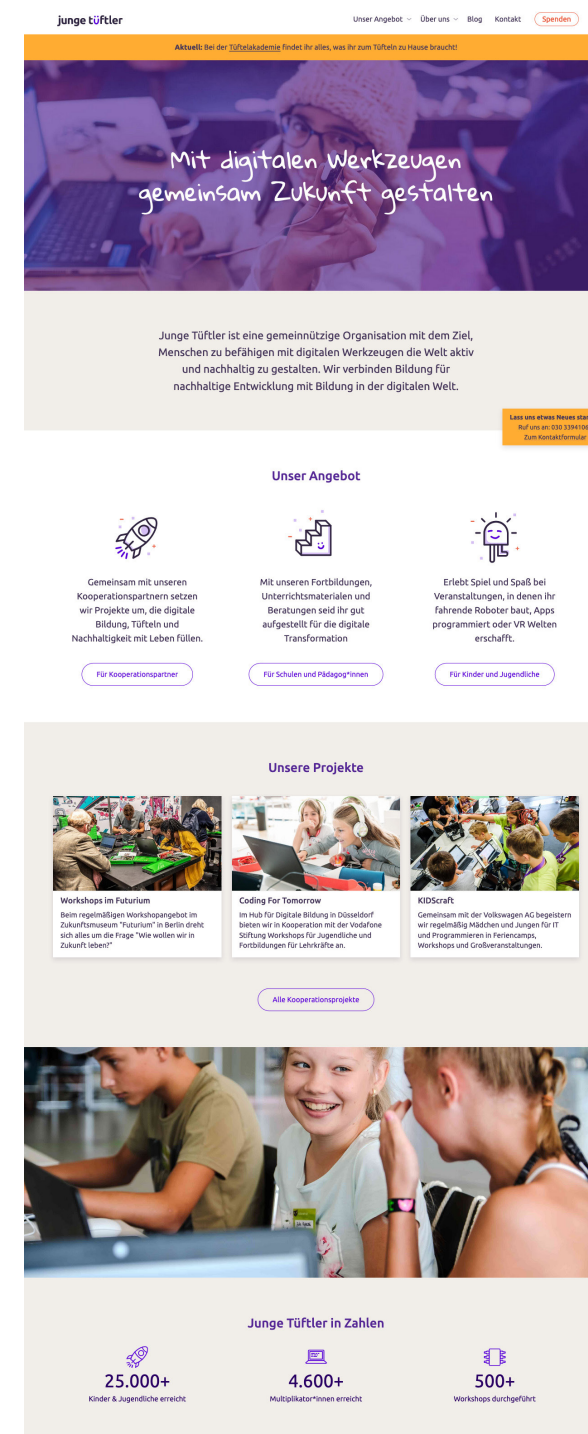 junge tüftler
Unser Angebot
Über uns
Blog
Kontakt
Spenden
Aktuell: Bei der Tüftelakademie findet ihr alles, was ihr zum Tüfteln zu Hause braucht!
Mit digitalen Werkzeugen
gemeinsam Zukunft gestalten
Junge Tüftler ist eine gemeinnützige Organisation mit dem Ziel,
Menschen zu befähigen mit digitalen Werkzeugen die Welt aktiv
und nachhaltig zu gestalten. Wir verbinden Bildung für
nachhaltige Entwicklung mit Bildung in der digitalen Welt.
Lass uns etwas Neues
Ruf uns an: 030
Zum Kontaktformular
Unser Angebot
Gemeinsam mit unseren
Kooperationspartnern setzen
wir Projekte um, die digitale
Bildung, Tüfteln und
Nachhaltigkeit mit Leben füllen.
Für Kooperationspartner
Mit unseren Fortbildungen,
Unterrichtsmaterialien und
Beratungen seid ihr gut
aufgestellt für die digitale
Transformation
Für Schulen und Pädagog*innen
Erlebt Spiel und Spaß bei
Veranstaltungen, in denen ihr
fahrende Roboter baut, Apps
programmiert oder VR Welten
erschafft.
Für Kinder und Jugendliche
Unsere Projekte
Workshops im Futurium
Beim regelmäßigen Workshopangebot im
Zukunftsmuseum "Futurium" in Berlin dreht
sich alles um die Frage "Wie wollen wir in
Zukunft leben?"
Coding For Tomorrow
Im Hub für Digitale Bildung in Düsseldorf
bieten wir in Kooperation mit der Vodafone
Stiftung Workshops für Jugendliche und
Fortbildungen für Lehrkräfte an.
KIDScraft
Gemeinsam mit der Volkswagen AG begeistern
wir regelmäßig Mädchen und Jungen für IT
und Programmieren in Feriencamps,
Workshops und Großveranstaltungen.
Alle Kooperationsprojekte
Junge Tüftler in Zahlen
25.000+
Kinder & Jugendliche erreicht
4.600+
Multiplikator*innen erreicht
500+
Workshops durchgeführt